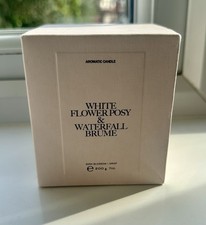 AROMATIC CANDLE
WHITE
FLOWER POSY
&
WATERFALL
BRUME